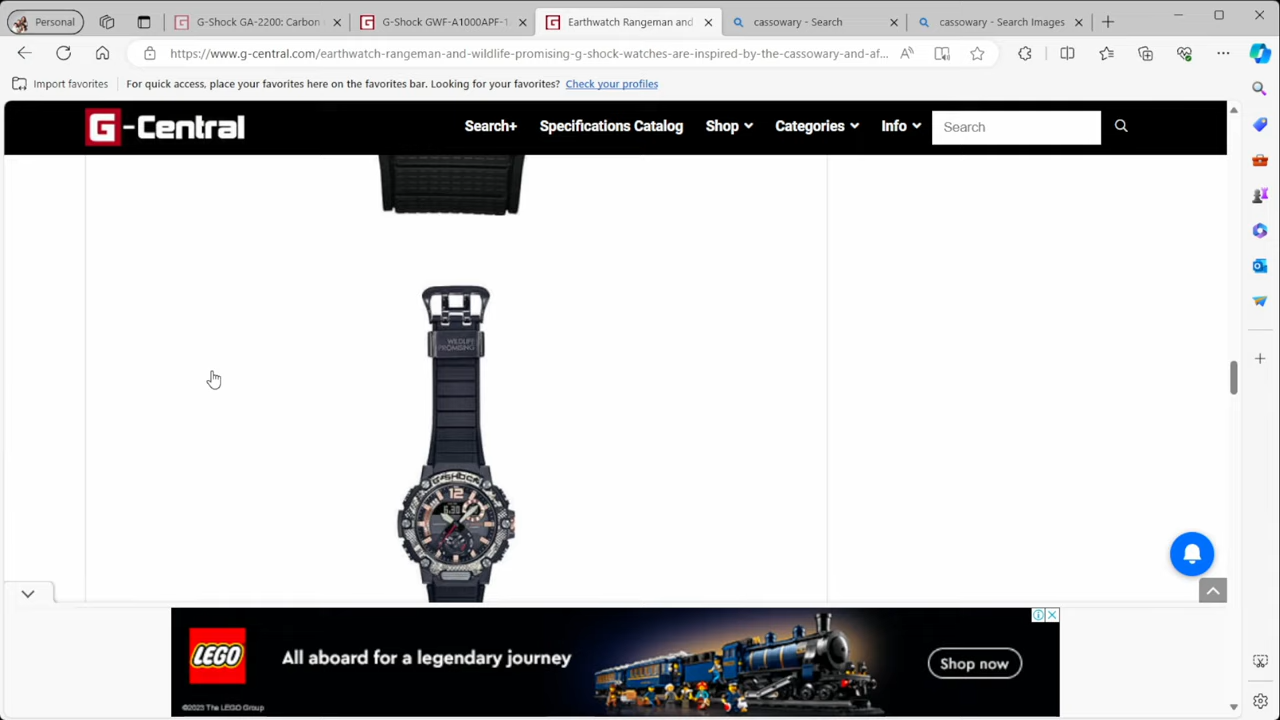 Personal
G-Shock GA-2200: Carbon
G-Shock GWF-A1000APF-1
Earthwatch Rangeman and
cassowary - Search
cassowary - Search Images
https://www.g-central.com/earthwatch-rangeman-and-wildlife-promising-g-shock-watches-are-inspired-by-the-cassowary-and-af...
Import favorites
For quick access, place your favorites here on the favorites bar. Looking for your favorites? Check your profiles
G-Central
Search+
Specifications Catalog
Shop
Categories
Info
Search
WILDLIFE
PROMISING
G-SHOCK
12
6:30
LEGO
All aboard for a legendary journey
Shop now
©2025 The LEGO Group